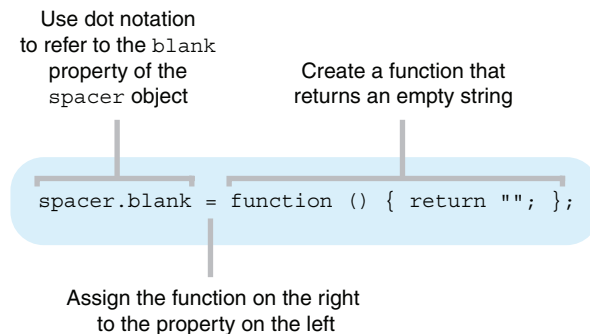 Use dot notation
to refer to the blank
property of the
spacer object
Create a function that
returns an empty string
spacer.blank = function () { return ""; };
Assign the function on the right
to the property on the left